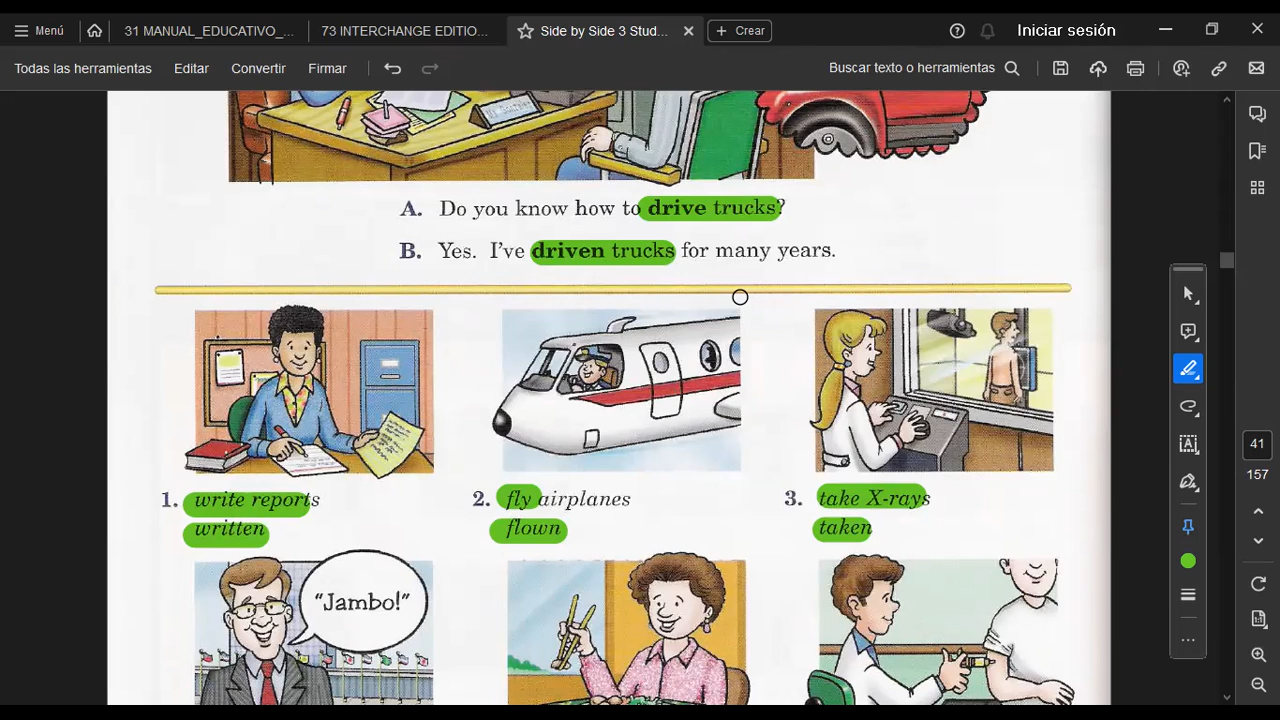 Menú
31 MANUAL_EDUCATIVO_...
73 INTERCHANGE EDITIO...
Side by Side 3 Stud...
Crear
Iniciar sesión
Todas las herramientas
Editar
Convertir
Firmar
Buscar texto o herramientas
A. Do you know how to drive trucks?
B. Yes. I've driven trucks for many years.
1. write reports
written
2. fly airplanes
flown
3. take X-rays
taken
"Jambo!"
41
157